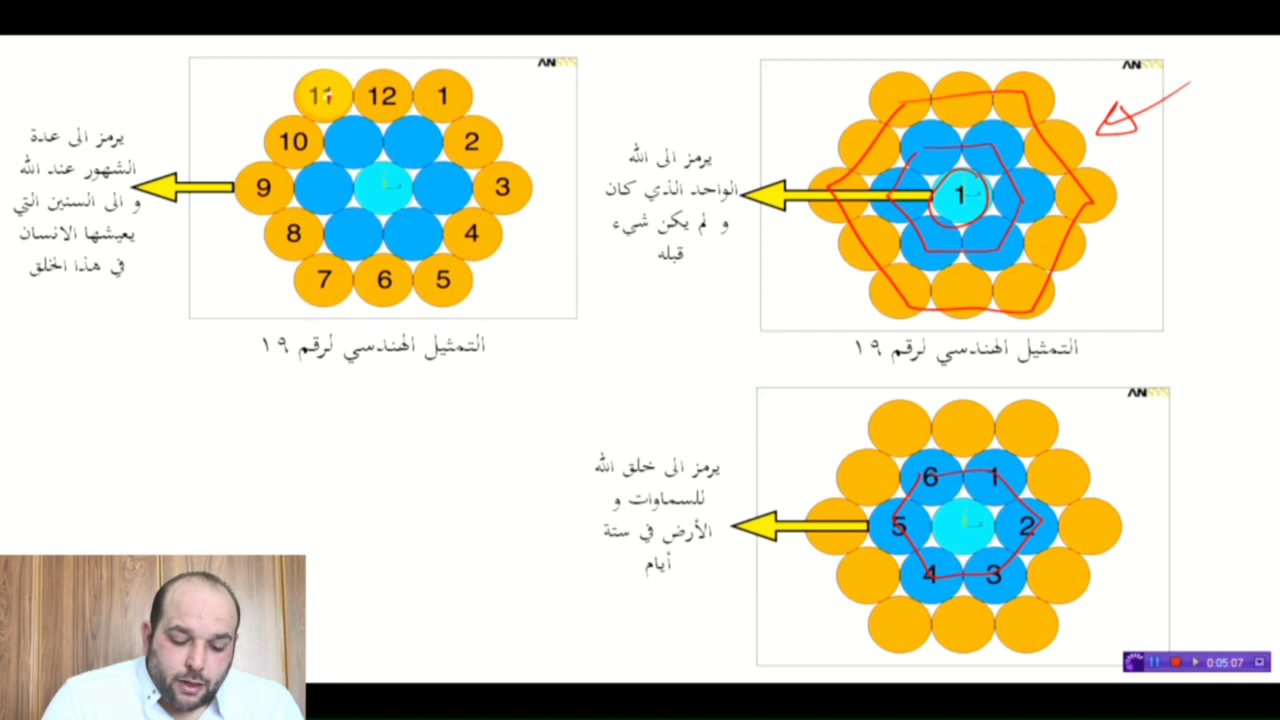 ANSYS
يرمز الى الله
الواحد الذي كان
و لم يكن شيء
قبله
1
التمثيل الهندسي لرقم ١٩
ANSYS
يرمز الى عدة
الشهور عند الله
و الى السنين التي
يعيشها الانسان
في هذا الخلق
11 12 1
10 2
9 3
8 4
7 6 5
التمثيل الهندسي لرقم ١٩
ANSYS
يرمز الى خلق الله
للسماوات و
الأرض في ستة
أيام
6 1
5 2
4 3
0:05:07